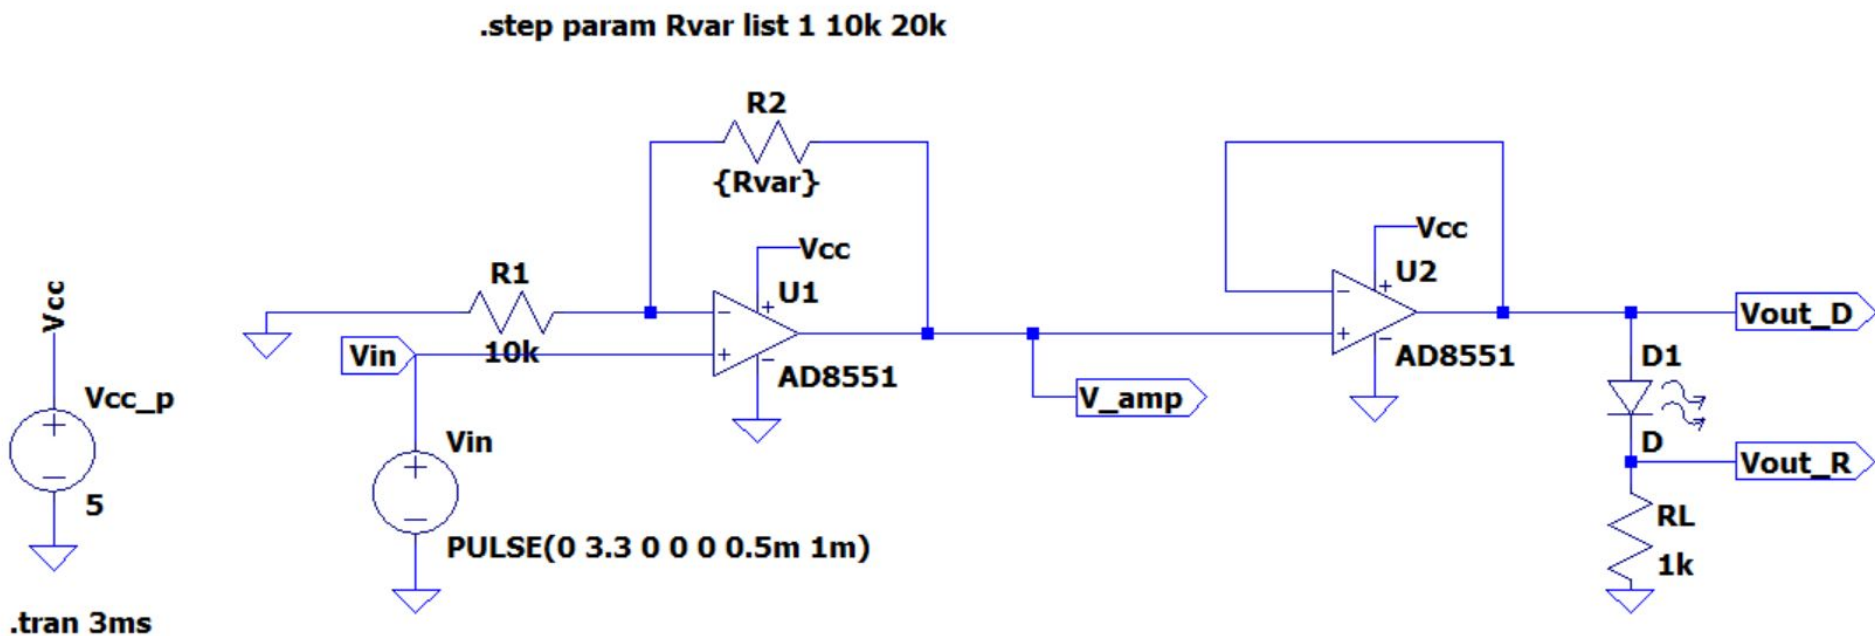 .step param Rvar list 1 10k 20k
R2
{Rvar}
Vcc
Vcc
R1
U1
U2
Vcc
10k
Vin
AD8551
AD8551
Vout_D
D1
Vcc_p
V_amp
Vin
D
Vout_R
5
RL
PULSE(0 3.3 0 0 0 0.5m 1m)
1k
.tran 3ms